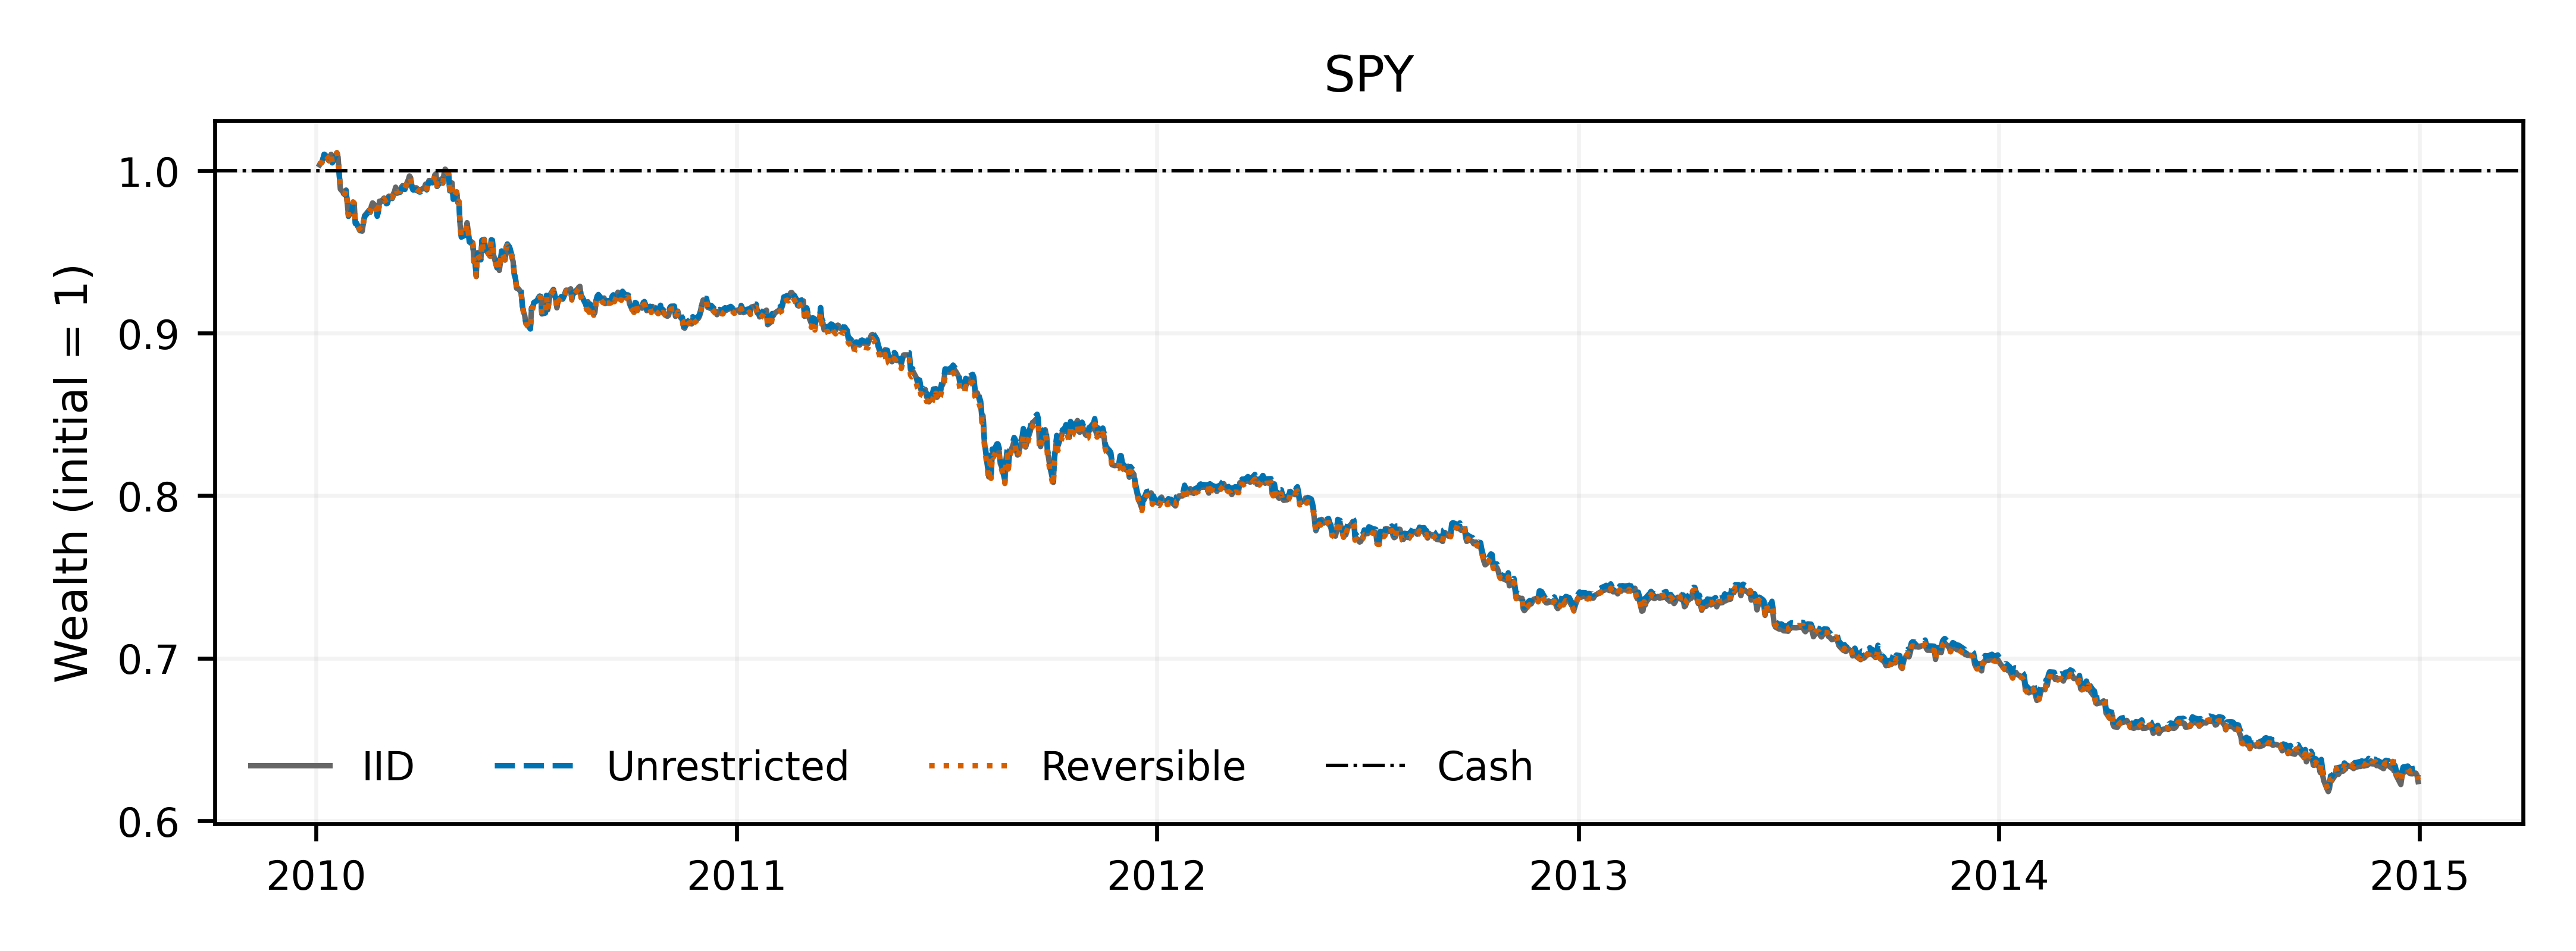 SPY
Wealth (initial = 1)
1.0
0.9
0.8
0.7
0.6
IID Unrestricted Reversible Cash
2010 2011 2012 2013 2014 2015